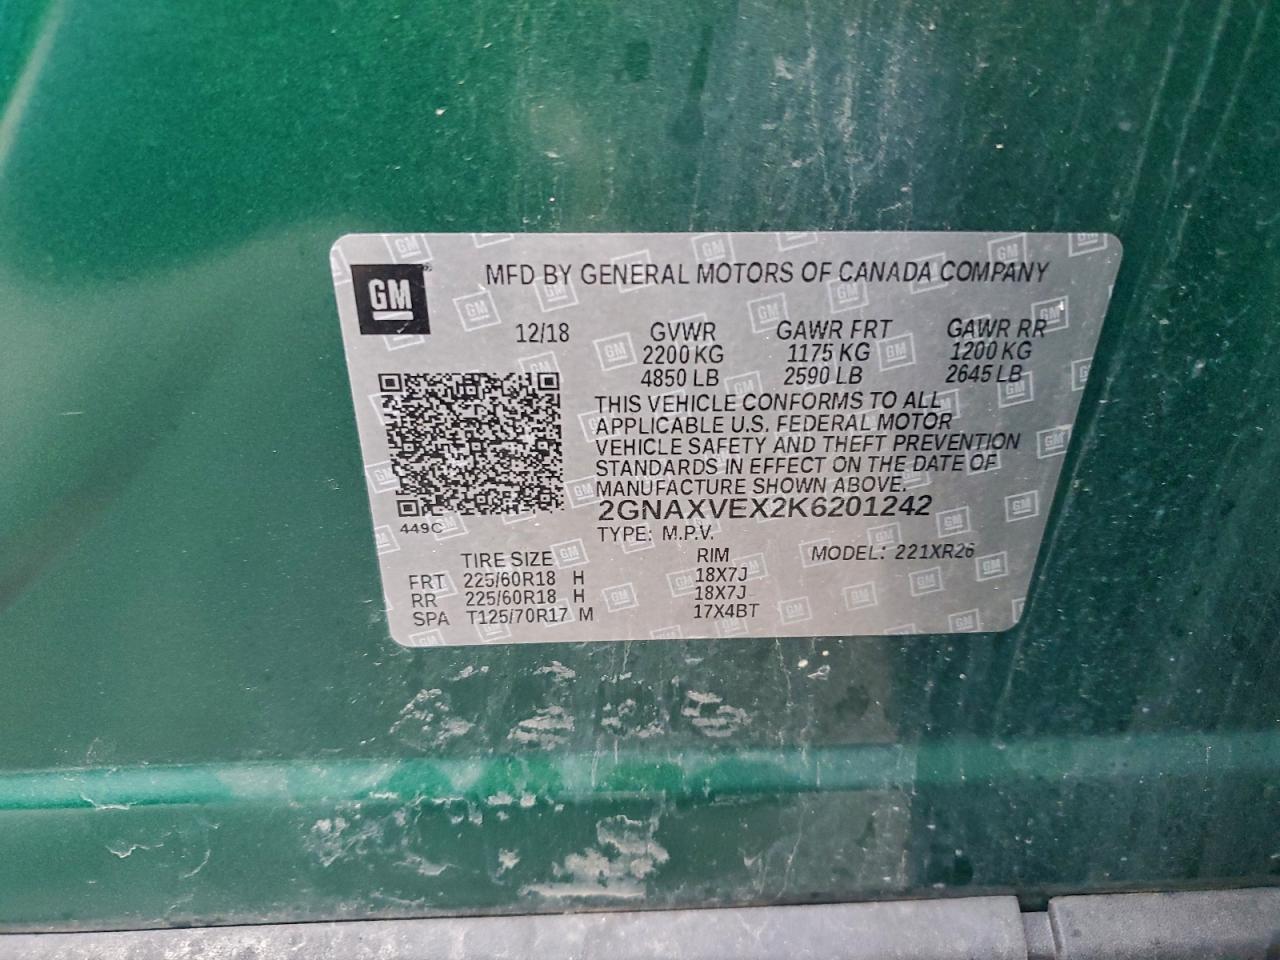 GM
MFD BY GENERAL MOTORS OF CANADA COMPANY
12/18 GVWR GAWR FRT GAWR RR
2200 KG 1175 KG 1200 KG
4850 LB 2590 LB 2645 LB
THIS VEHICLE CONFORMS TO ALL
APPLICABLE U.S. FEDERAL MOTOR
VEHICLE SAFETY AND THEFT PREVENTION
STANDARDS IN EFFECT ON THE DATE OF
MANUFACTURE SHOWN ABOVE.
2GNAXVEX2K6201242
449C
TYPE: M.P.V.
MODEL: 221XR26
TIRE SIZE RIM
FRT 225/60R18 H 18X7J
RR 225/60R18 H 18X7J
SPA T125/70R17 M 17X4BT